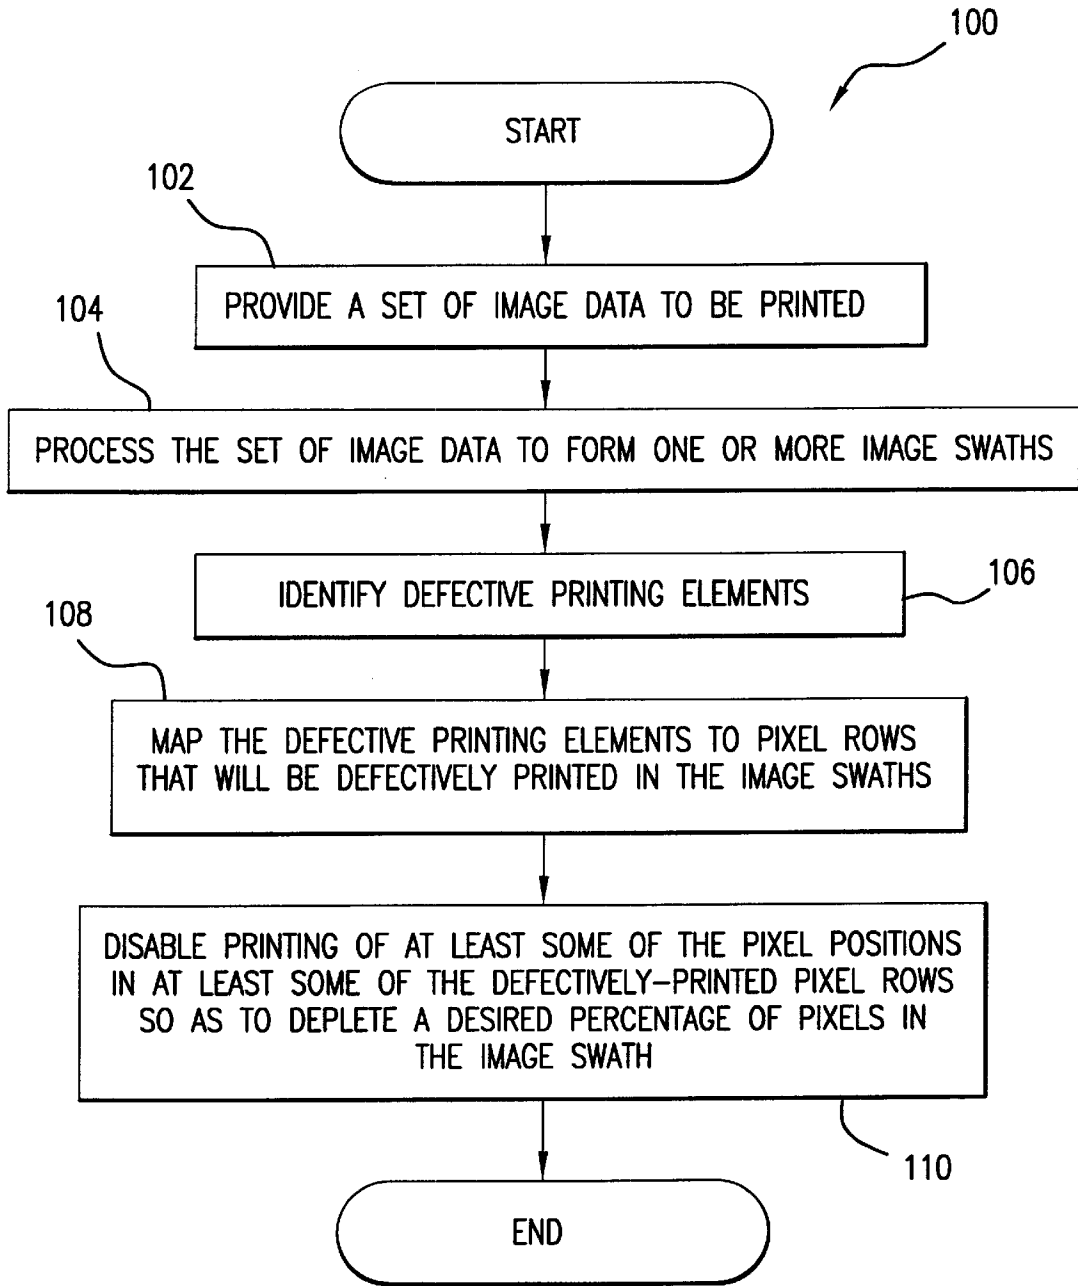 100
START
102
PROVIDE A SET OF IMAGE DATA TO BE PRINTED
104
PROCESS THE SET OF IMAGE DATA TO FORM ONE OR MORE IMAGE SWATHS
IDENTIFY DEFECTIVE PRINTING ELEMENTS
106
108
MAP THE DEFECTIVE PRINTING ELEMENTS TO PIXEL ROWS
THAT WILL BE DEFECTIVELY PRINTED IN THE IMAGE SWATHS
DISABLE PRINTING OF AT LEAST SOME OF THE PIXEL POSITIONS
IN AT LEAST SOME OF THE DEFECTIVELY-PRINTED PIXEL ROWS
SO AS TO DEPLETE A DESIRED PERCENTAGE OF PIXELS IN
THE IMAGE SWATH
110
END